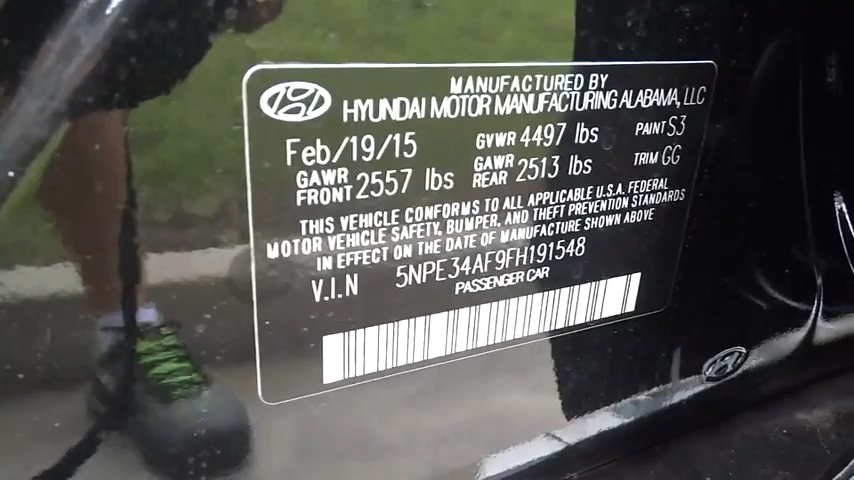 MANUFACTURED BY
HYUNDAI MOTOR MANUFACTURING ALABAMA, LLC
Feb/19/15 GVWR 4497 lbs PAINT S3
GAWR FRONT 2557 lbs GAWR REAR 2513 lbs TRIM GG
THIS VEHICLE CONFORMS TO ALL APPLICABLE U.S.A. FEDERAL
MOTOR VEHICLE SAFETY, BUMPER, AND THEFT PREVENTION STANDARDS
IN EFFECT ON THE DATE OF MANUFACTURE SHOWN ABOVE
V.I.N 5NPE34AF9FH191548
PASSENGER CAR